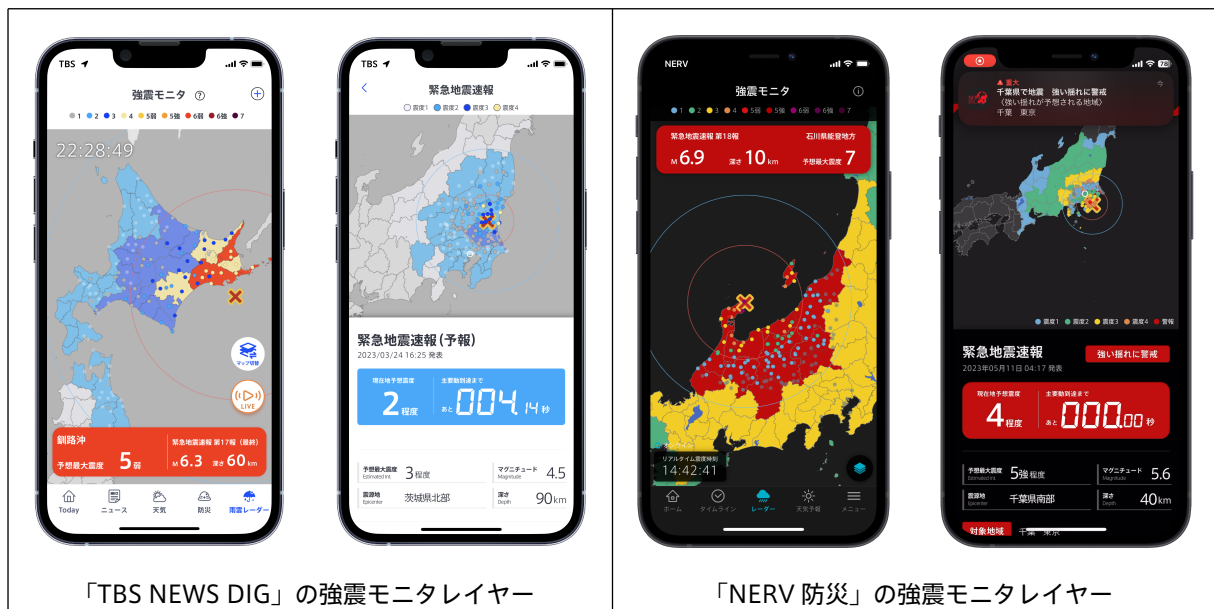 TBS
強震モニタ ?
1 2 3 4 5弱 5強 6弱 6強 7
22:28:49
マップ切替
LIVE
釧路沖
緊急地震速報 第17報 (最終)
予想最大震度 5弱
M 6.3 深さ 60 km
Today ニュース 天気 防災 雨雲レーダー
TBS
緊急地震速報
震度1 震度2 震度3 震度4
緊急地震速報(予報)
2023/03/24 16:25 発表
現在地予想震度 主要動到達まで
2程度 あと 004.14 秒
予想最大震度 Estimated Int. 3程度 マグニチュード Magnitude 4.5
震源地 Epicenter 茨城県北部 深さ Depth 90km
「TBS NEWS DIG」の強震モニタレイヤー
NERV
強震モニタ
1 2 3 4 5弱 5強 6弱 6強 7
緊急地震速報 第18報 石川県能登地方
M 6.9 深さ 10 km 予想最大震度 7
オンライン
リアルタイム震度時刻
14:42:41
ホーム タイムライン レーダー 天気予報 メニュー
78
重大
千葉県で地震 強い揺れに警戒
〈強い揺れが予想される地域〉
千葉 東京
震度1 震度2 震度3 震度4 警報
緊急地震速報 強い揺れに警戒
2023年05月11日 04:17 発表
現在地予想震度 主要動到達まで
4程度 あと 000.00 秒
予想最大震度 Estimated Int. 5強程度 マグニチュード Magnitude 5.6
震源地 Epicenter 千葉県南部 深さ Depth 40km
対象地域 千葉 東京
「NERV 防災」の強震モニタレイヤー